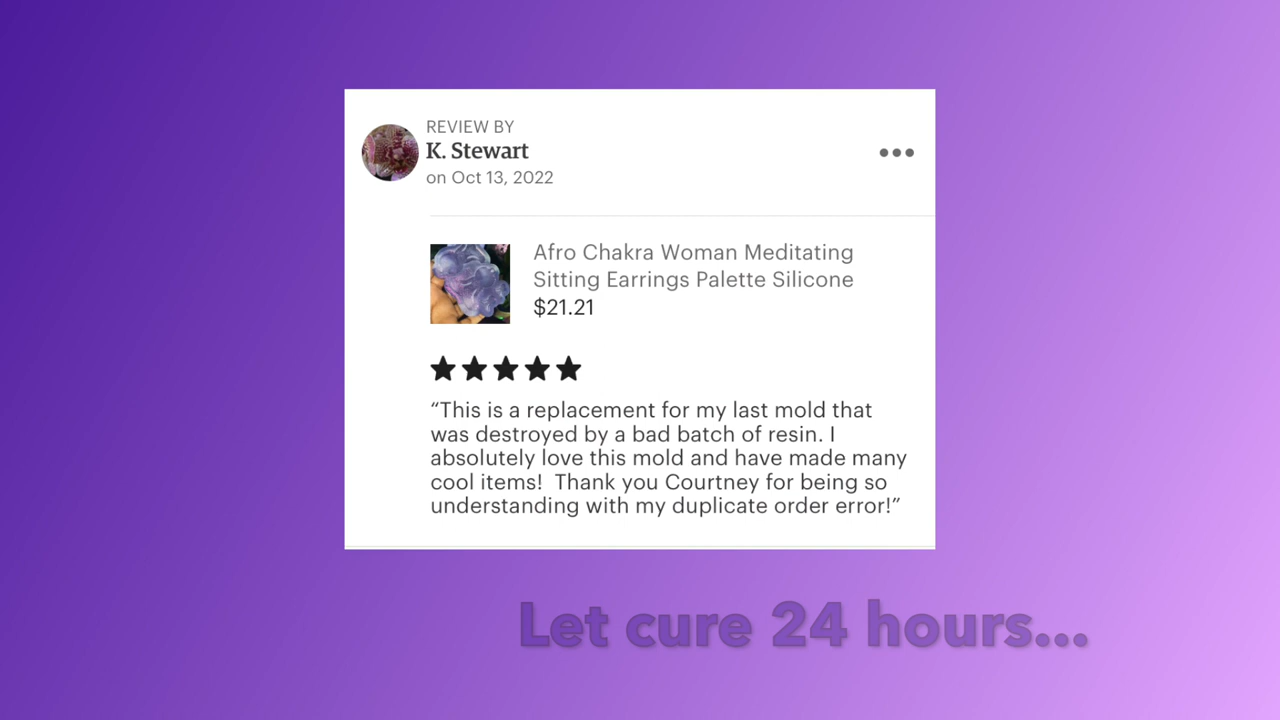 REVIEW BY
K. Stewart
on Oct 13, 2022
Afro Chakra Woman Meditating
Sitting Earrings Palette Silicone
$21.21
“This is a replacement for my last mold that
was destroyed by a bad batch of resin. I
absolutely love this mold and have made many
cool items!  Thank you Courtney for being so
understanding with my duplicate order error!”
Let cure 24 hours...